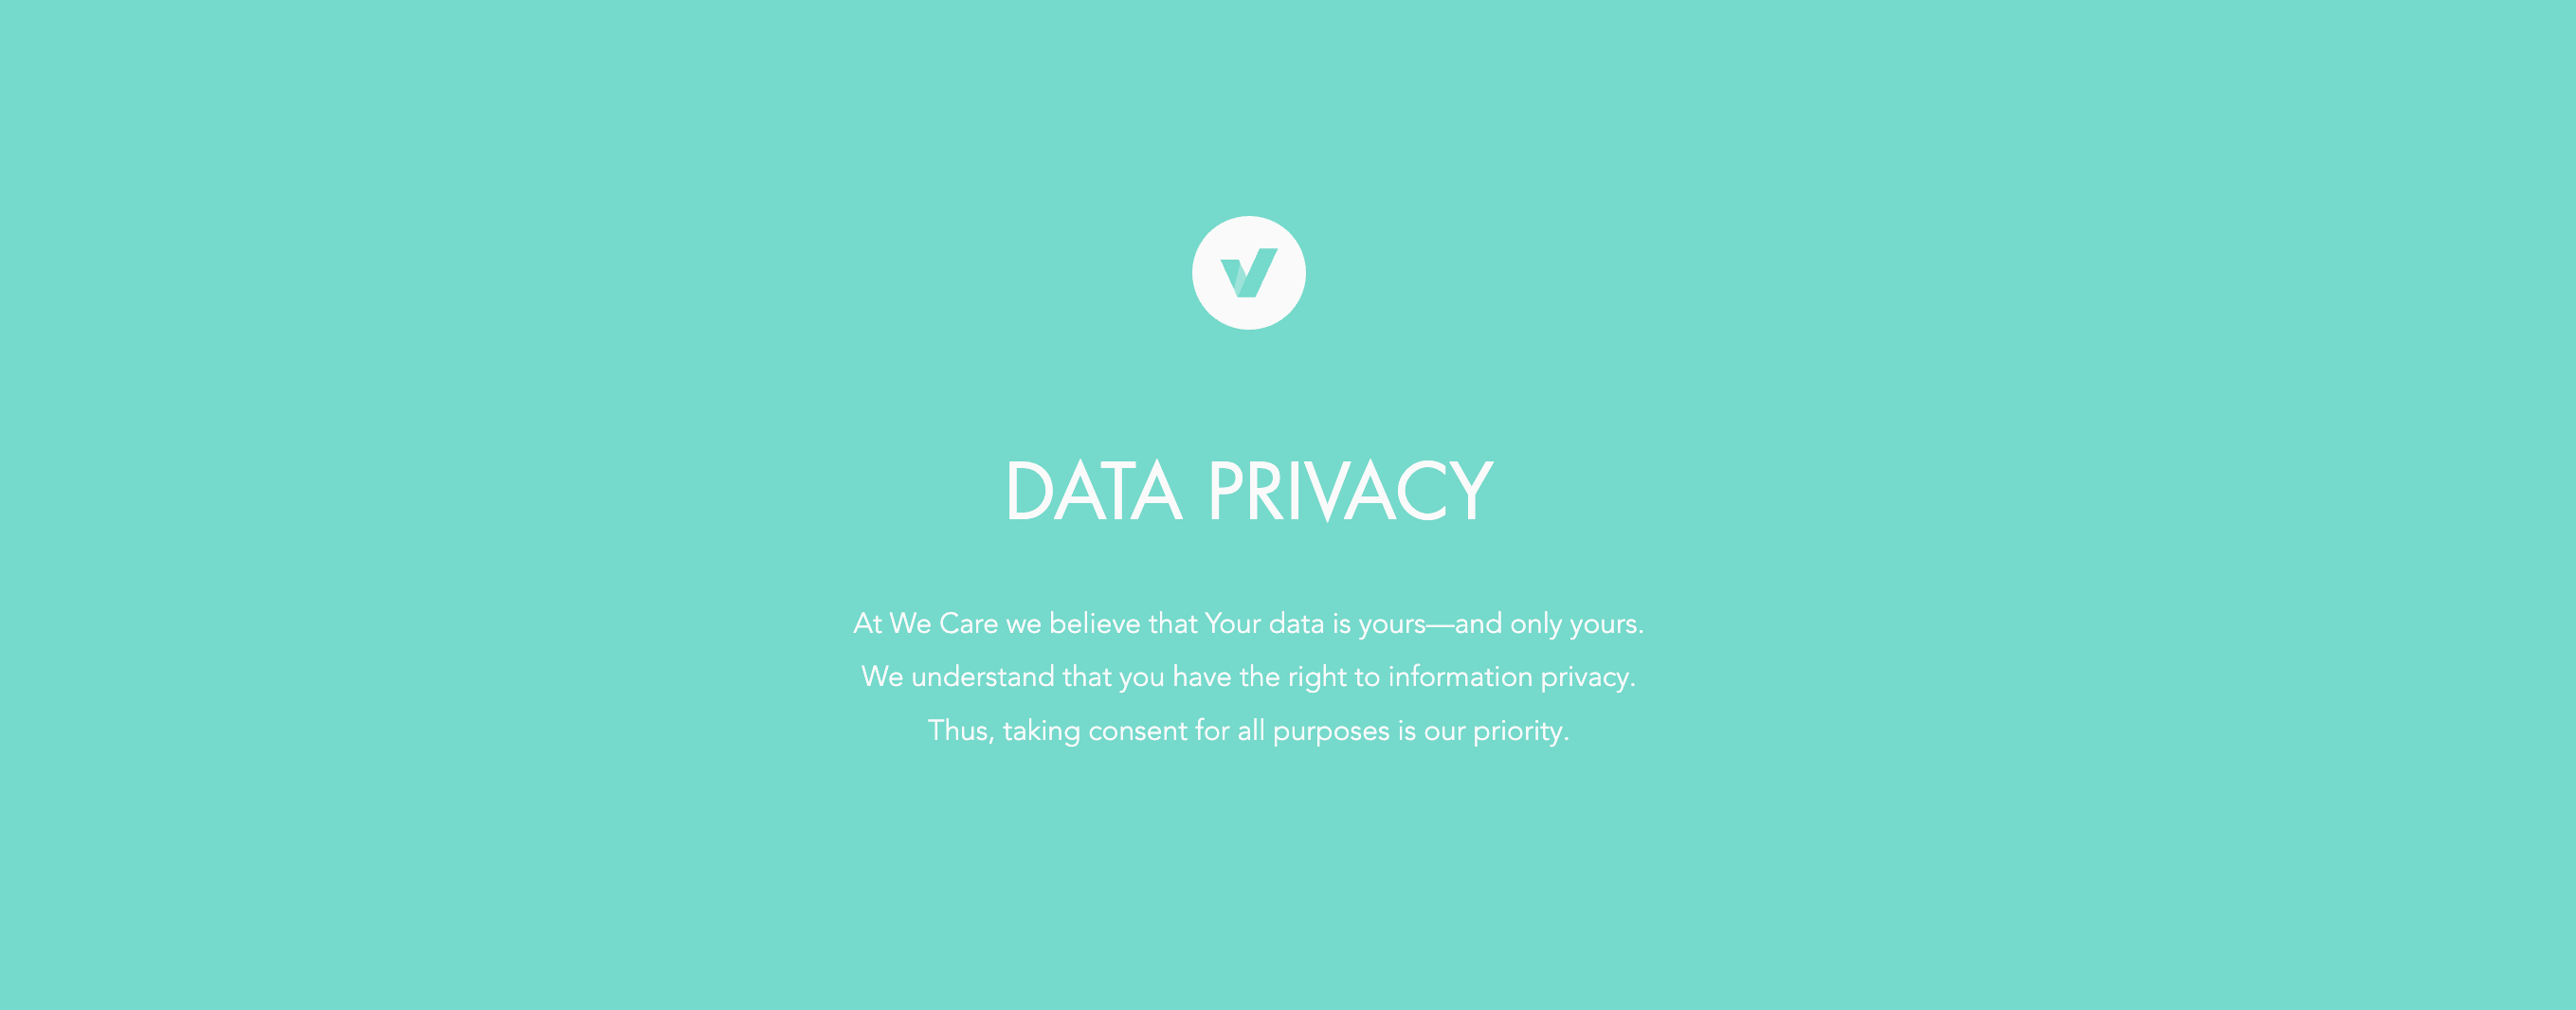 DATA PRIVACY
At We Care we believe that Your data is yours—and only yours.
We understand that you have the right to information privacy.
Thus, taking consent for all purposes is our priority.